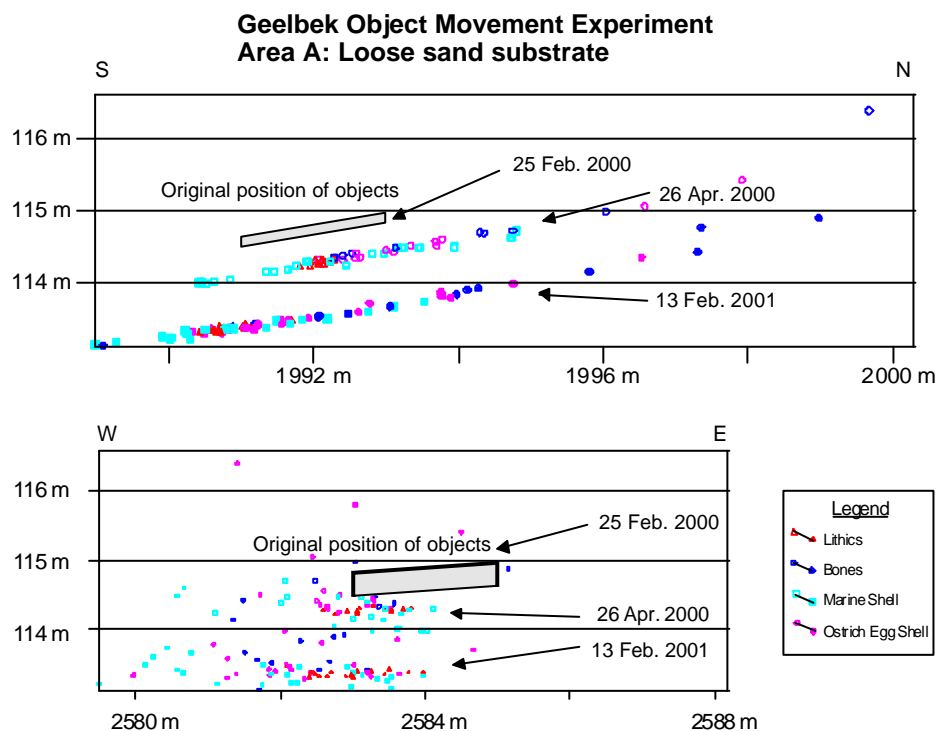 Geelbek Object Movement Experiment
Area A: Loose sand substrate
S
N
116 m
25 Feb. 2000
Original position of objects
26 Apr. 2000
115 m
114 m
13 Feb. 2001
1992 m
1996 m
2000 m
W
E
116 m
25 Feb. 2000
Original position of objects
115 m
26 Apr. 2000
114 m
13 Feb. 2001
2580 m
2584 m
2588 m
Legend
Lithics
Bones
Marine Shell
Ostrich Egg Shell